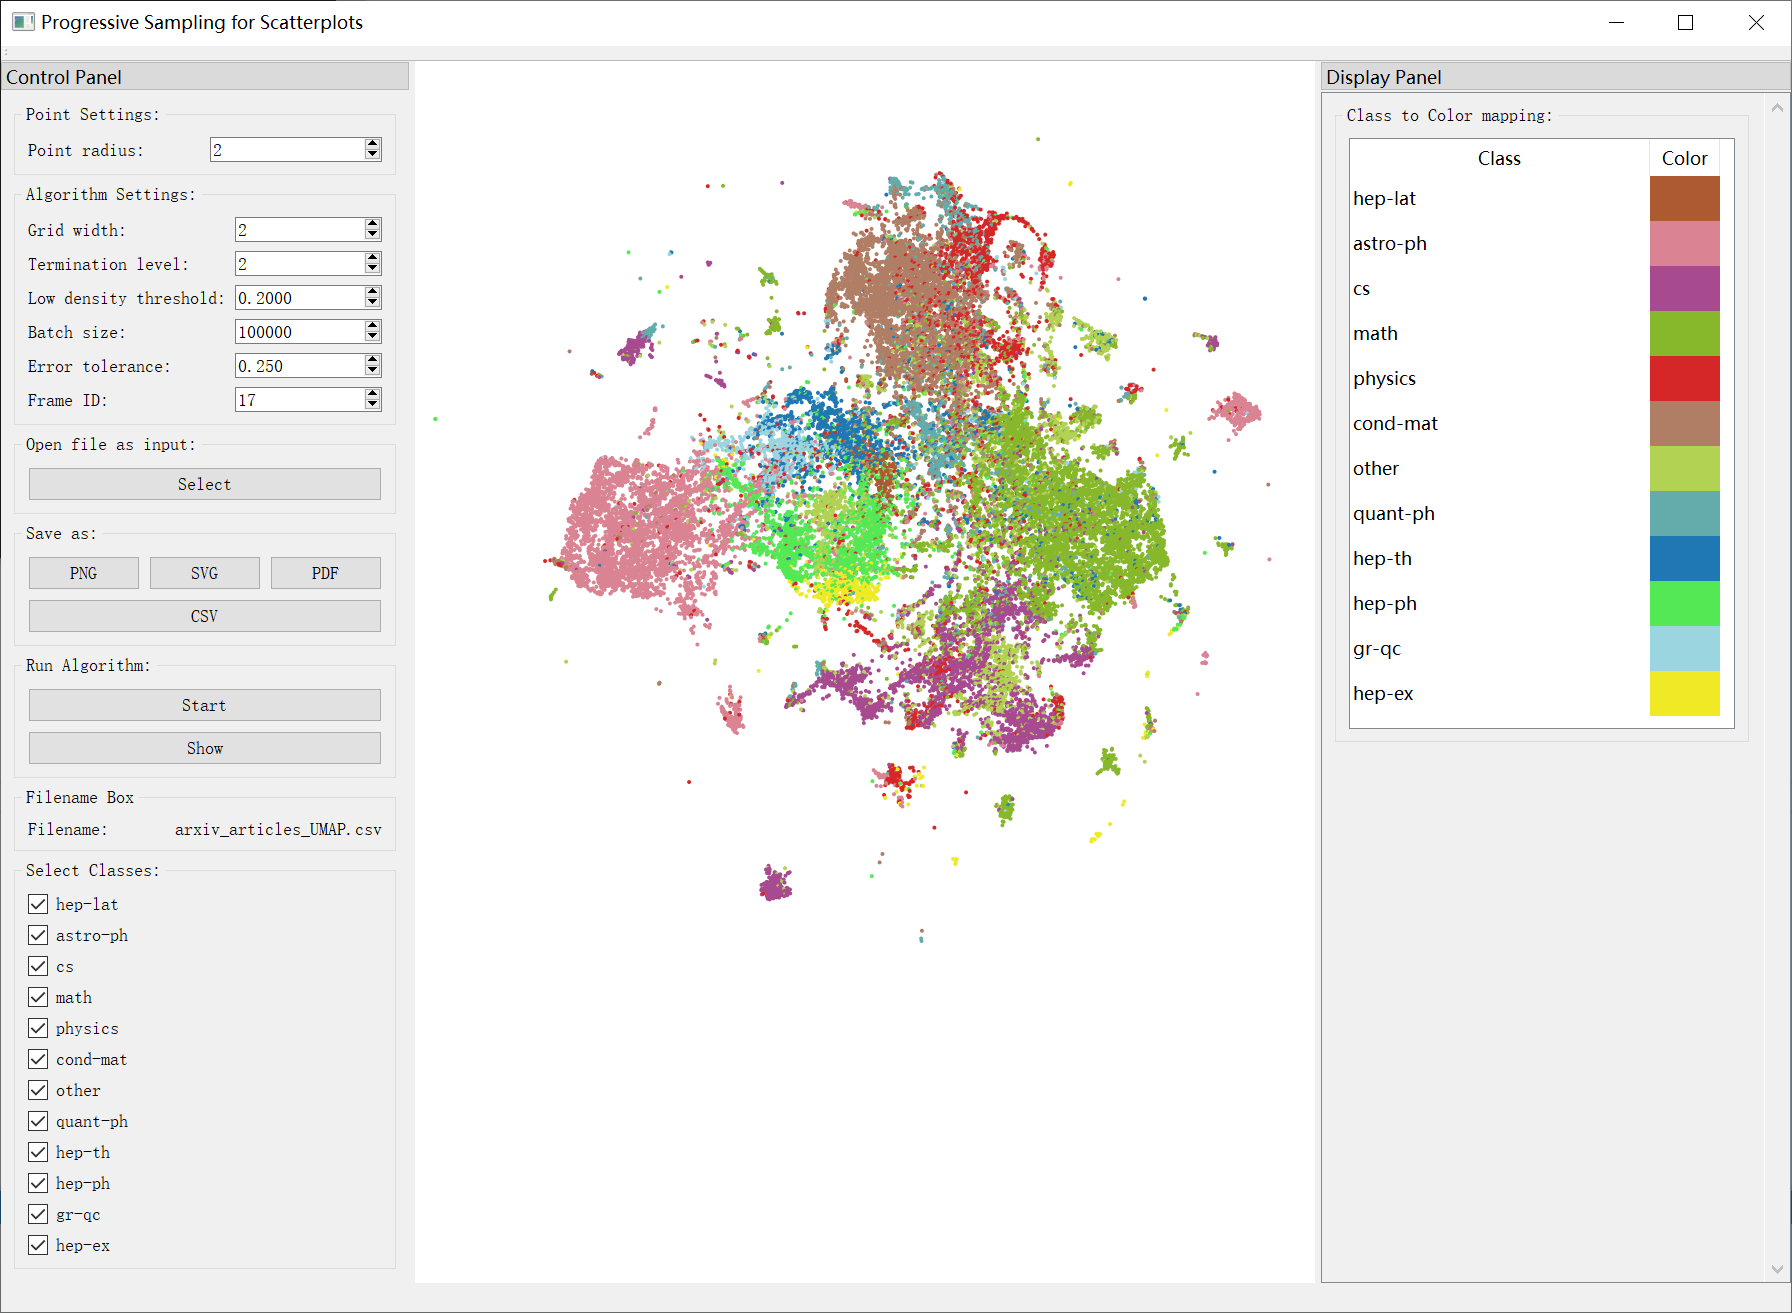 Progressive Sampling for Scatterplots
Control Panel
Point Settings:
Point radius: 2
Algorithm Settings:
Grid width: 2
Termination level: 2
Low density threshold: 0.2000
Batch size: 100000
Error tolerance: 0.250
Frame ID: 17
Open file as input:
Select
Save as:
PNG SVG PDF
CSV
Run Algorithm:
Start
Show
Filename Box
Filename: arxiv_articles_UMAP.csv
Select Classes:
hep-lat
astro-ph
cs
math
physics
cond-mat
other
quant-ph
hep-th
hep-ph
gr-qc
hep-ex
Display Panel
Class to Color mapping:
Class Color
hep-lat
astro-ph
cs
math
physics
cond-mat
other
quant-ph
hep-th
hep-ph
gr-qc
hep-ex